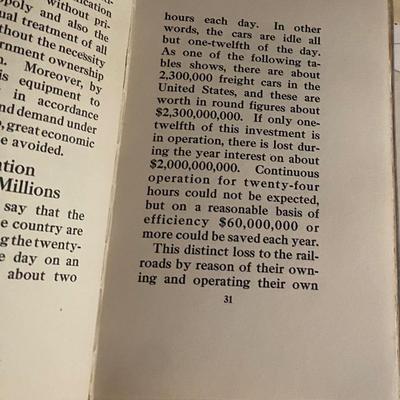 nication
without pri-
opoly and also the
ual treatment of all
thout the necessity
ernment ownership
n. Moreover, by
is equipment to
in accordance
nd demand under
, great economic
e avoided.
ation
Millions
say that the
e country are
g the twenty-
e day on an
about two
hours each day. In other
words, the cars are idle all
but one-twelfth of the day.
As one of the following ta-
bles shows, there are about
2,300,000 freight cars in the
United States, and these are
worth in round figures about
$2,300,000,000. If only one-
twelfth of this investment is
in operation, there is lost dur-
ing the year interest on about
$2,000,000,000. Continuous
operation for twenty-four
hours could not be expected,
but on a reasonable basis of
efficiency $60,000,000 or
more could be saved each year.
This distinct loss to the rail-
roads by reason of their own-
ing and operating their own
31